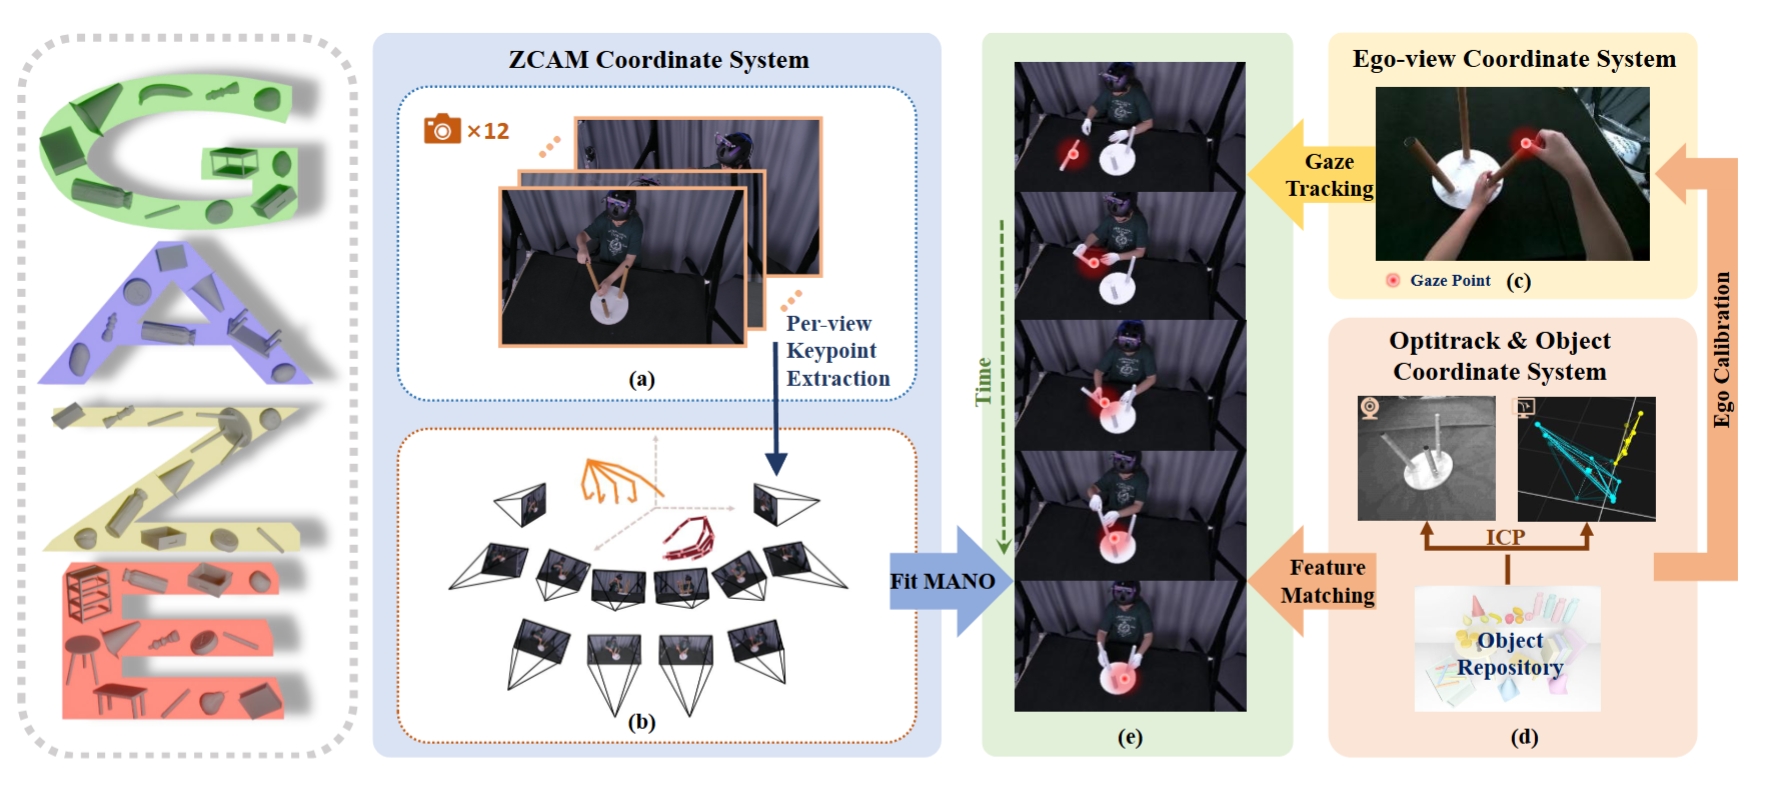 GAZE
ZCAM Coordinate System
×12
Per-view
Keypoint
Extraction
(a)
(b)
Fit MANO
Time
(e)
Ego-view Coordinate System
Gaze
Tracking
Gaze Point
(c)
Optitrack & Object
Coordinate System
ICP
Feature
Matching
Object
Repository
(d)
Ego Calibration